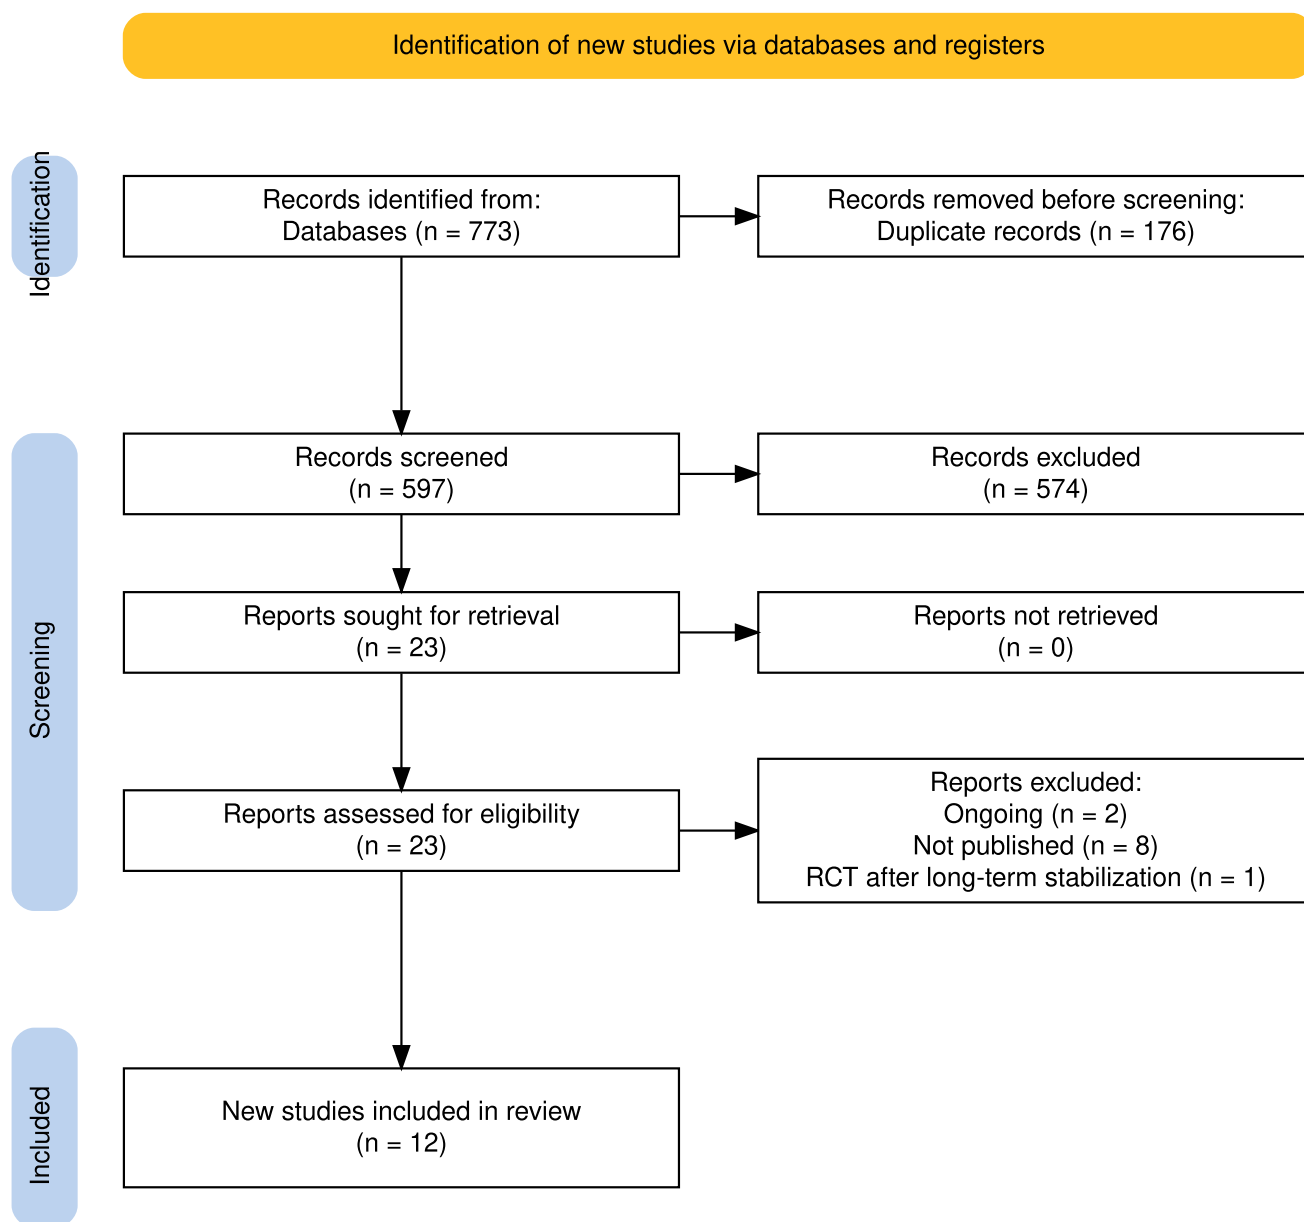 Identification of new studies via databases and registers
Identification
Records identified from:
Databases (n = 773)
Records removed before screening:
Duplicate records (n = 176)
Screening
Records screened
(n = 597)
Records excluded
(n = 574)
Reports sought for retrieval
(n = 23)
Reports not retrieved
(n = 0)
Reports assessed for eligibility
(n = 23)
Reports excluded:
Ongoing (n = 2)
Not published (n = 8)
RCT after long-term stabilization (n = 1)
Included
New studies included in review
(n = 12)